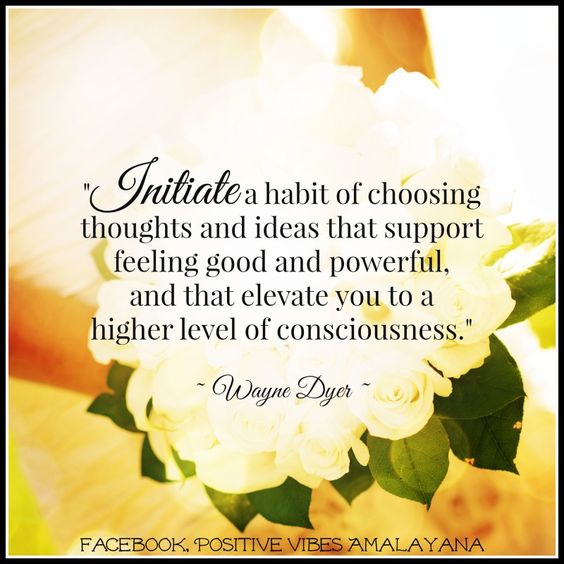 "Initiate a habit of choosing
thoughts and ideas that support
feeling good and powerful,
and that elevate you to a
higher level of consciousness."
~ Wayne Dyer ~
FACEBOOK, POSITIVE VIBES AMALAYANA